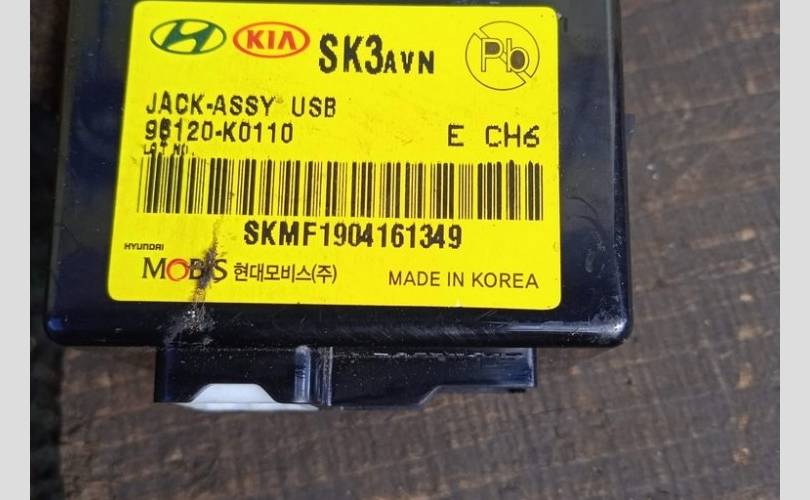 KIA SK3AVN Pb
JACK-ASSY USB
96120-K0110 E CH6
LOT NO.
SKMF1904161349
HYUNDAI
MOBIS 현대모비스(주) MADE IN KOREA